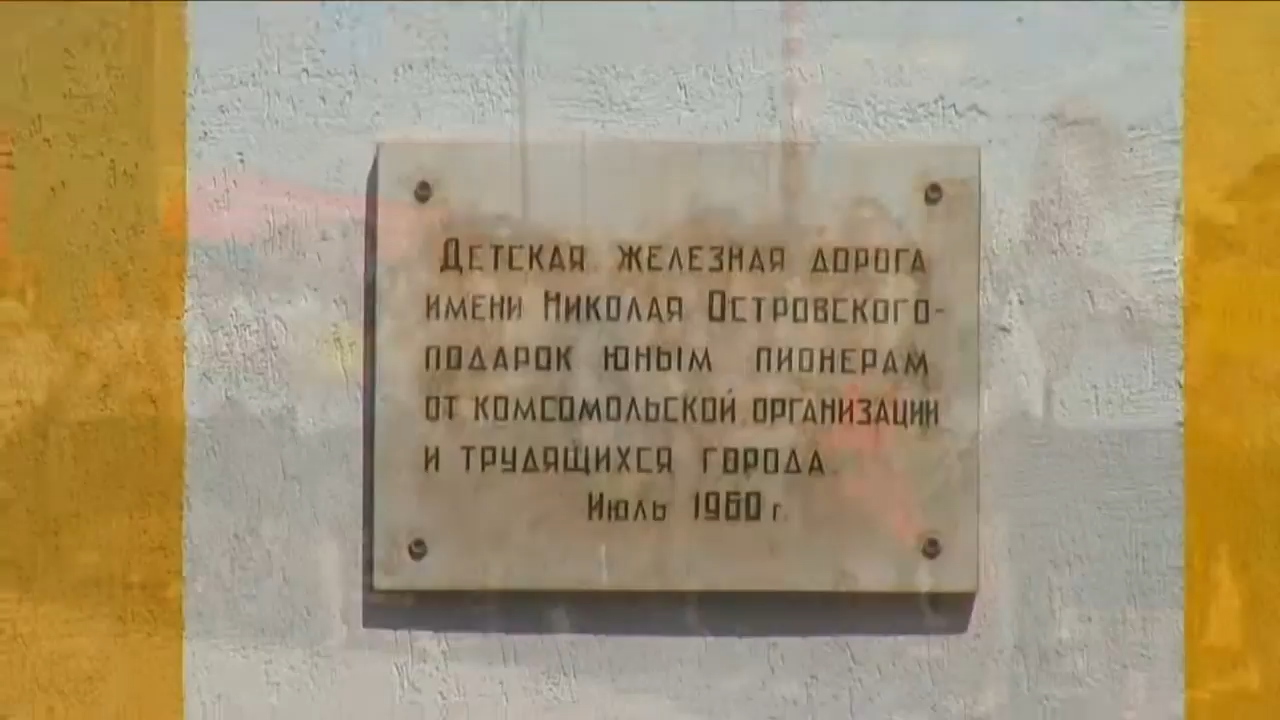 Детская железная дорога
имени Николая Островского-
подарок юным пионерам
от комсомольской организации
и трудящихся города.
Июль 1960 г.